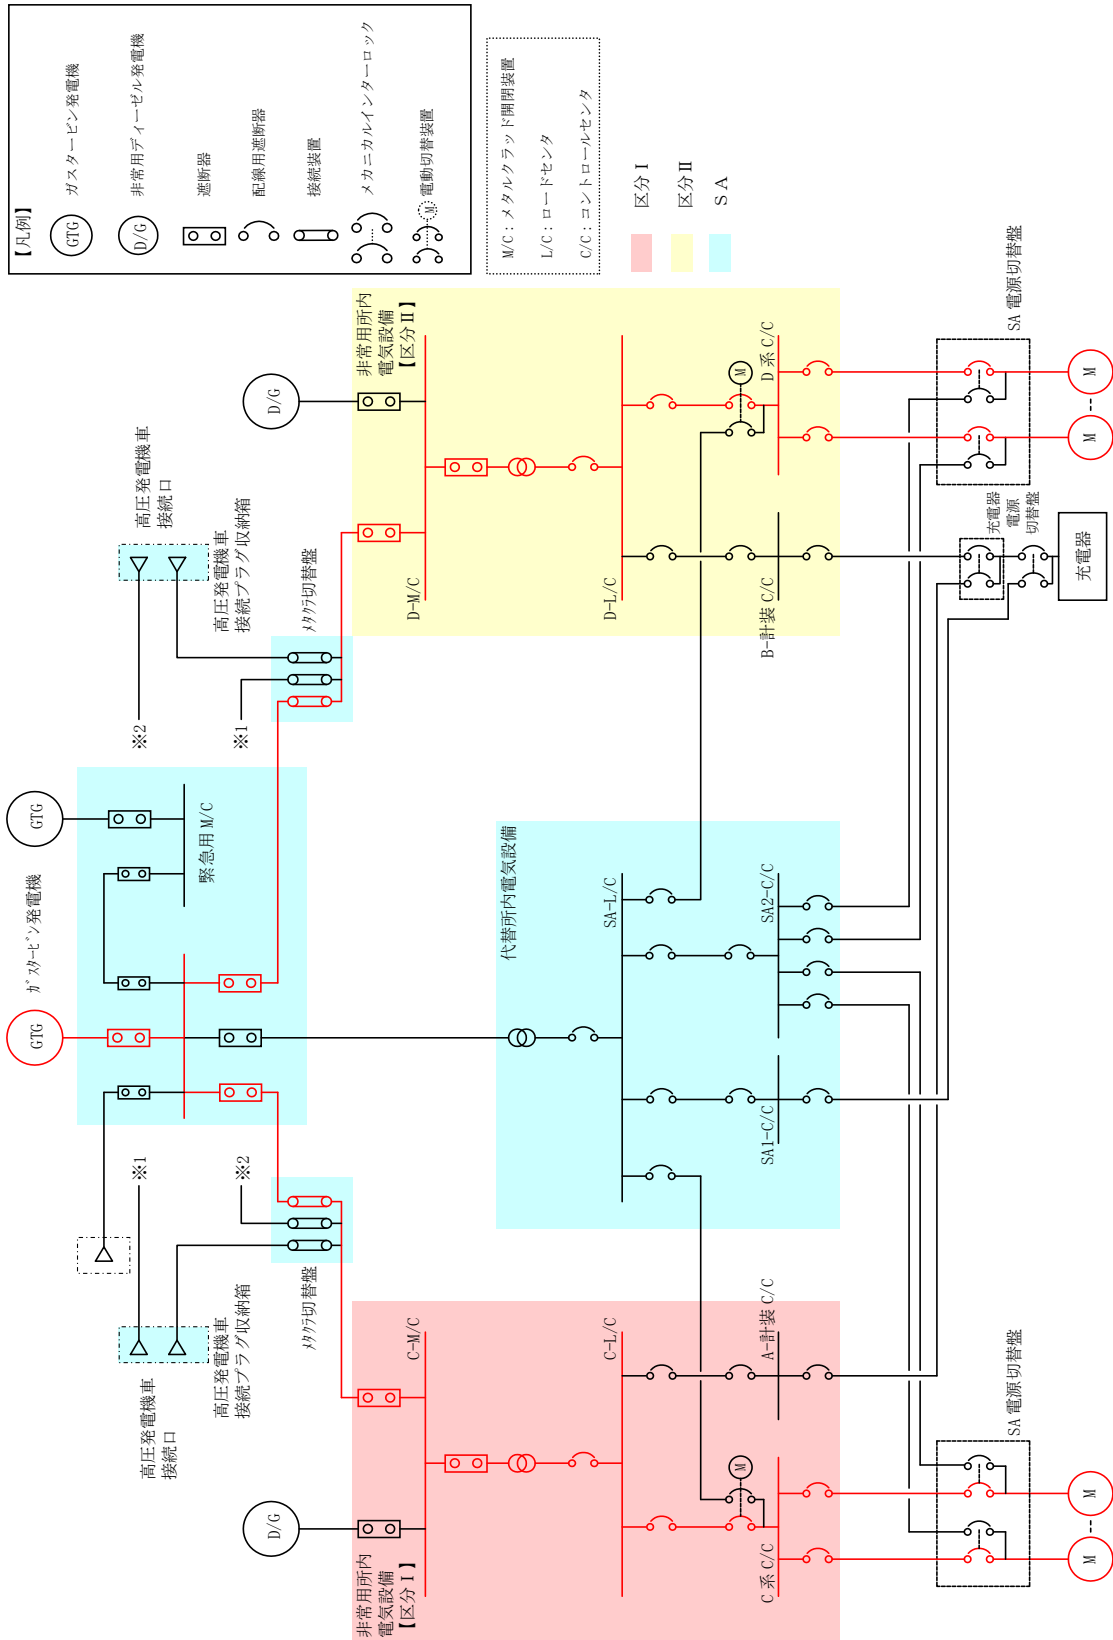 【凡例】
GTG
ガスタービン発電機
D/G
非常用ディーゼル発電機
遮断器
配線用遮断器
接続装置
メカニカルインターロック
M
電動切替装置
M/C：メタルクラッド開閉装置
L/C：ロードセンタ
C/C：コントロールセンタ
区分Ⅰ
区分Ⅱ
ＳＡ
ガスタービン発電機
GTG
GTG
緊急用 M/C
高圧発電機車
接続口
高圧発電機車
接続プラグ収納箱
※1
※2
メタクラ切替盤
高圧発電機車
接続口
高圧発電機車
接続プラグ収納箱
※2
※1
メタクラ切替盤
D/G
非常用所内
電気設備
【区分Ⅰ】
C-M/C
C-L/C
M
C 系 C/C
A-計装 C/C
代替所内電気設備
SA-L/C
SA1-C/C
SA2-C/C
D/G
非常用所内
電気設備
【区分Ⅱ】
D-M/C
D-L/C
M
B-計装 C/C
D 系 C/C
SA 電源切替盤
M
M
充電器
電源
切替盤
充電器
SA 電源切替盤
M
M